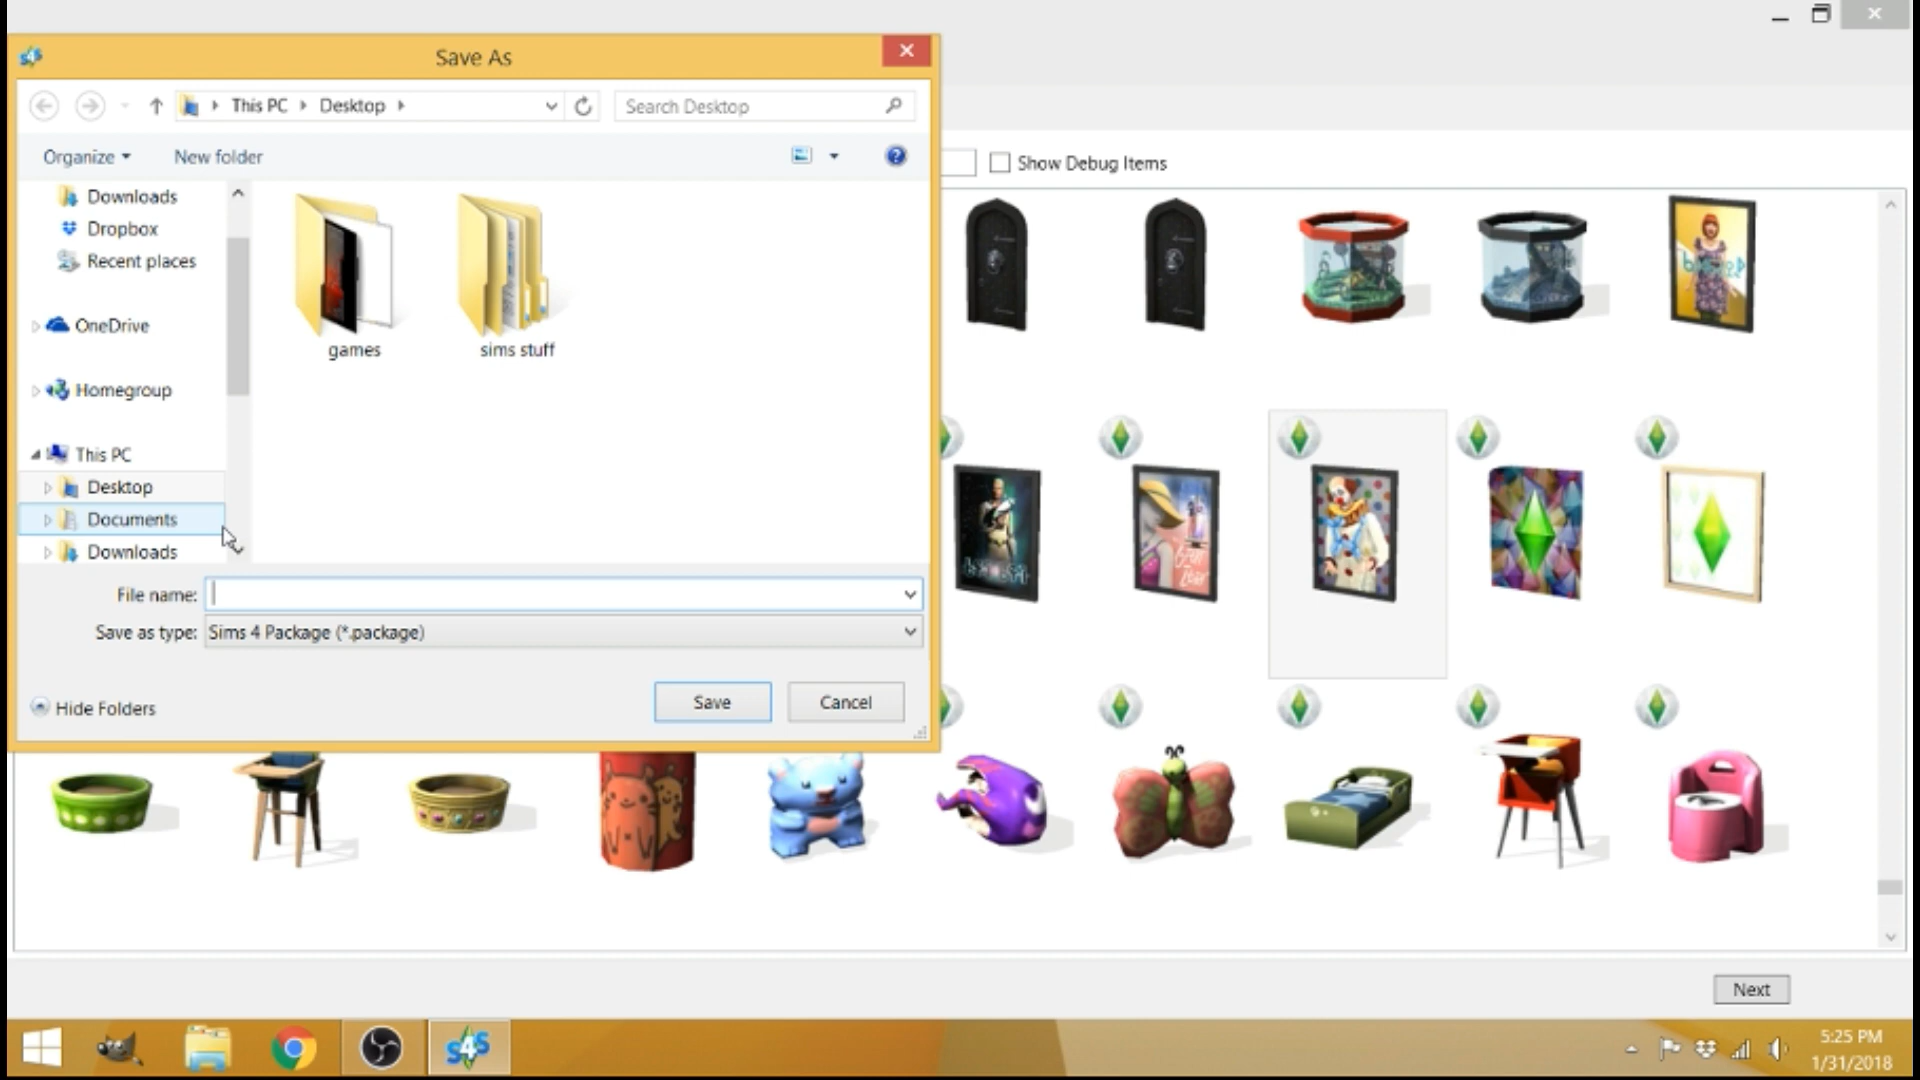 Save As
This PC
Desktop
Search Desktop
Organize
New folder
Show Debug Items
Downloads
Dropbox
Recent places
OneDrive
Homegroup
This PC
Desktop
Documents
Downloads
games
sims stuff
File name:
Save as type:
Sims 4 Package (*.package)
Hide Folders
Save
Cancel
Next
S4S
5:25 PM
1/31/2018